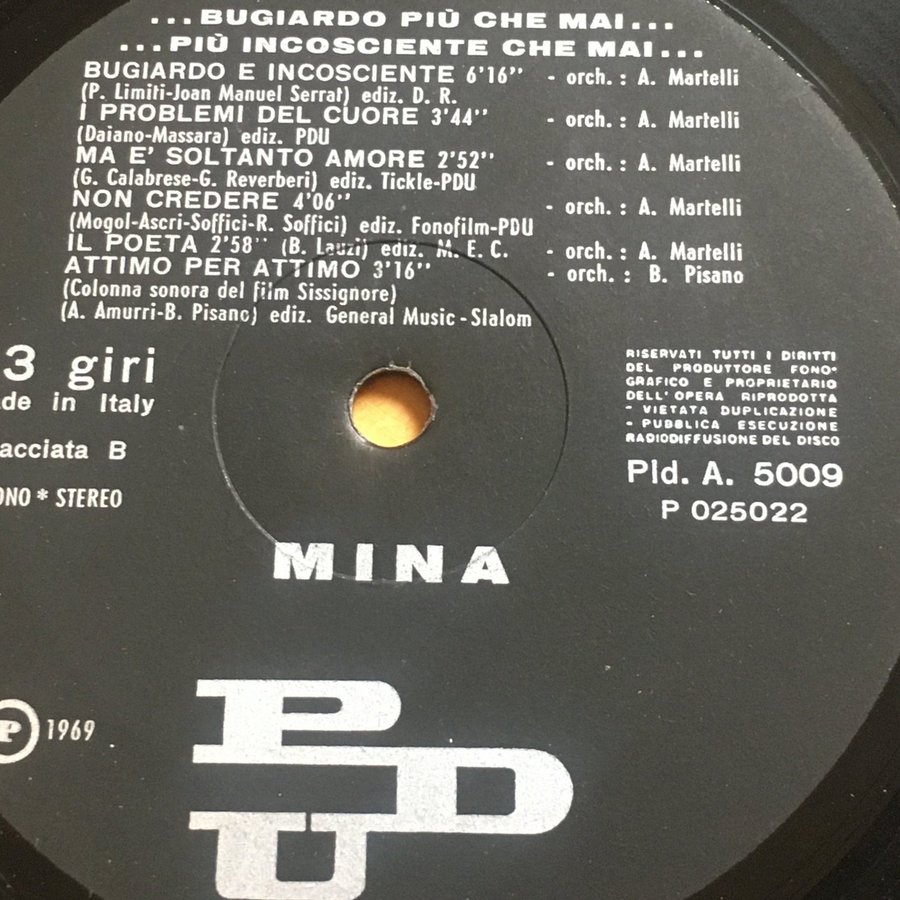 ...BUGIARDO PIÙ CHE MAI...
...PIÙ INCOSCIENTE CHE MAI...
BUGIARDO E INCOSCIENTE 6'16" - orch.: A. Martelli
(P. Limiti-Joan Manuel Serrat) ediz. D. R.
I PROBLEMI DEL CUORE 3'44" - orch.: A. Martelli
(Daiano-Massara) ediz. PDU
MA E' SOLTANTO AMORE 2'52" - orch.: A. Martelli
(G. Calabrese-G. Reverberi) ediz. Tickle-PDU
NON CREDERE 4'06" - orch.: A. Martelli
(Mogol-Ascri-Soffici-R. Soffici) ediz. Fonofilm-PDU
IL POETA 2'58" (B. Lauzi) ediz. M. E. C. - orch.: A. Martelli
ATTIMO PER ATTIMO 3'16" - orch.: B. Pisano
(Colonna sonora del film Sissignore)
(A. Amurri-B. Pisano) ediz. General Music-Slalom
3 giri
de in Italy
acciata B
ONO * STEREO
RISERVATI TUTTI I DIRITTI
DEL PRODUTTORE FONO-
GRAFICO E PROPRIETARIO
DELL'OPERA RIPRODOTTA
- VIETATA DUPLICAZIONE
- PUBBLICA ESECUZIONE
RADIODIFFUSIONE DEL DISCO
Pld. A. 5009
P 025022
MINA
P 1969
PDU